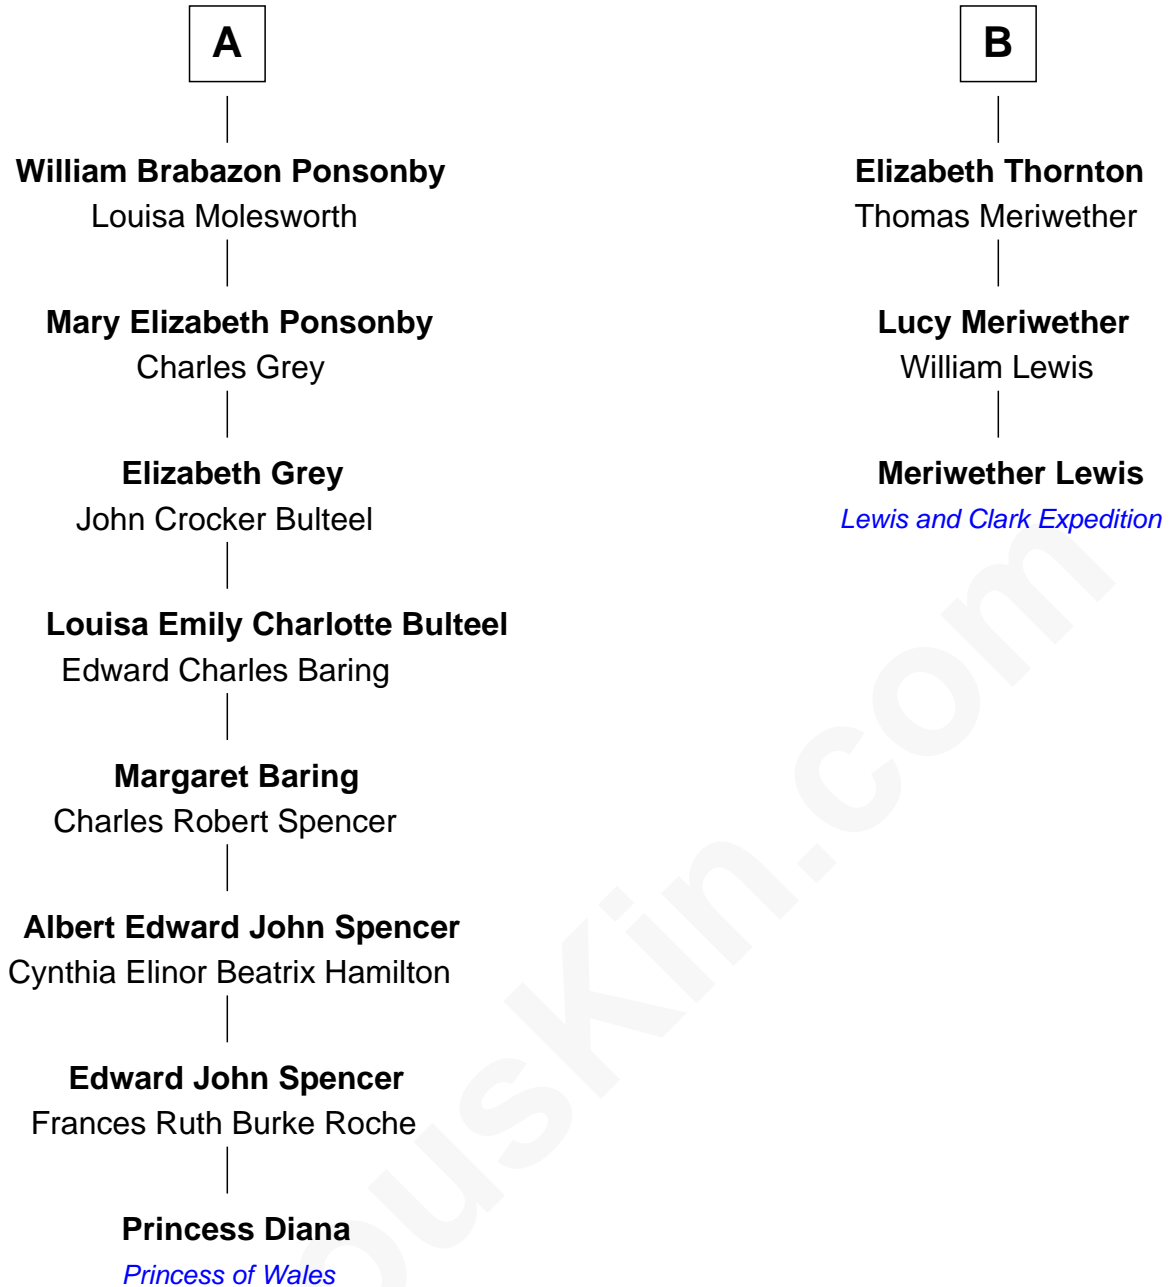 A
William Brabazon Ponsonby
Louisa Molesworth
Mary Elizabeth Ponsonby
Charles Grey
Elizabeth Grey
John Crocker Bulteel
Louisa Emily Charlotte Bulteel
Edward Charles Baring
Margaret Baring
Charles Robert Spencer
Albert Edward John Spencer
Cynthia Elinor Beatrix Hamilton
Edward John Spencer
Frances Ruth Burke Roche
Princess Diana
Princess of Wales
B
Elizabeth Thornton
Thomas Meriwether
Lucy Meriwether
William Lewis
Meriwether Lewis
Lewis and Clark Expedition
ousKin.com